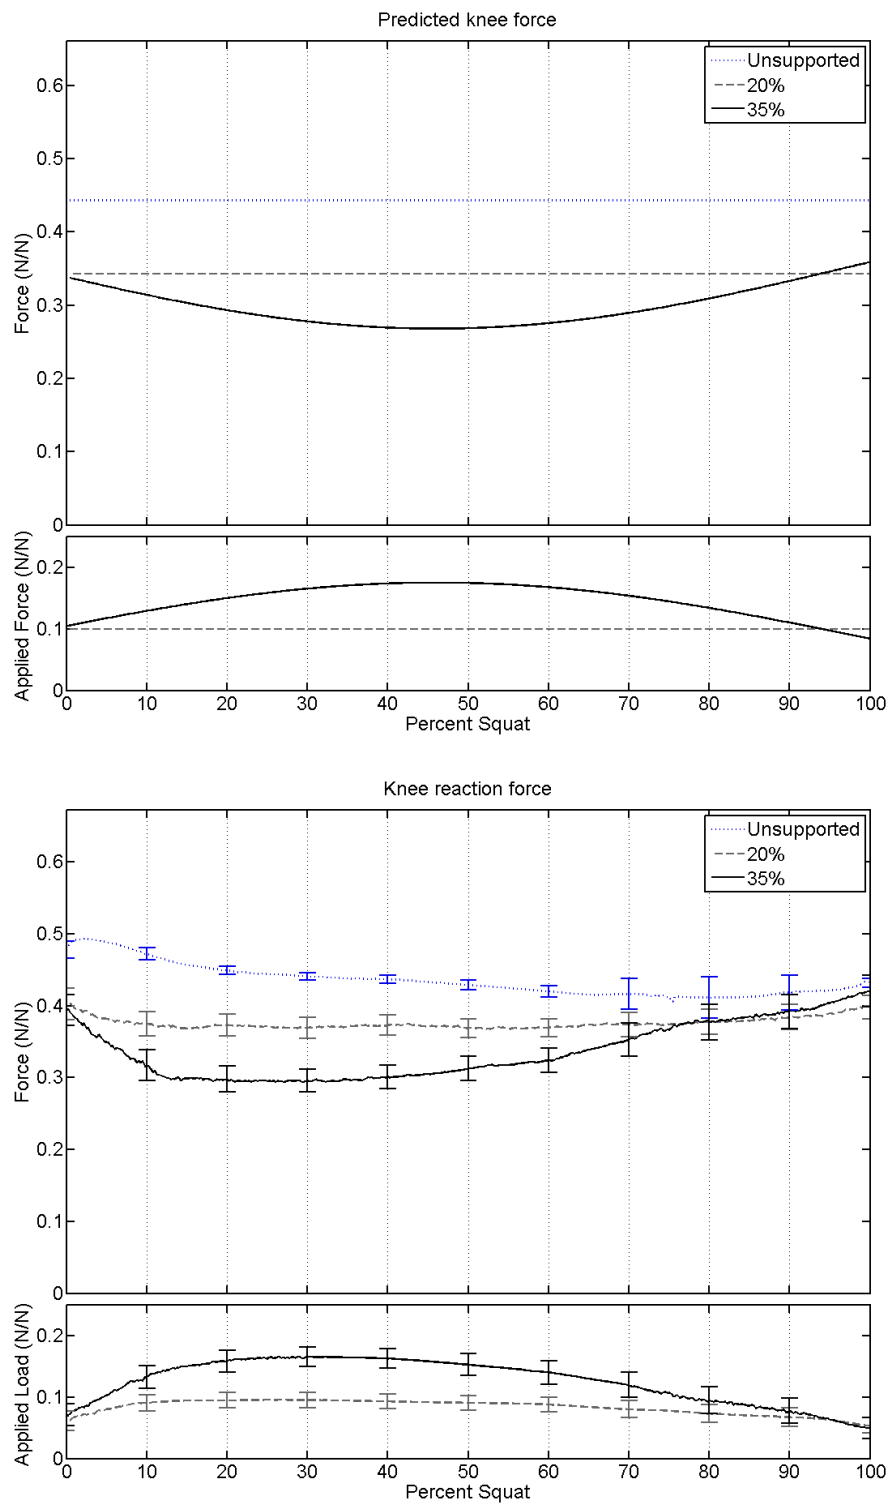 Predicted knee force
Unsupported
20%
35%
Force (N/N)
0.6
0.5
0.4
0.3
0.2
0.1
0
Applied Force (N/N)
0.2
0.1
0
0 10 20 30 40 50 60 70 80 90 100
Percent Squat
Knee reaction force
Unsupported
20%
35%
Force (N/N)
0.6
0.5
0.4
0.3
0.2
0.1
0
Applied Load (N/N)
0.2
0.1
0
0 10 20 30 40 50 60 70 80 90 100
Percent Squat